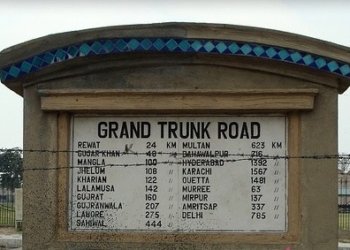 GRAND TRUNK ROAD
REWAT 24 KM MULTAN 623 KM
GUJAR KHAN 48 " BAHAWALPUR 716 "
MANGLA 100 " HYDERABAD 1392 "
JHELUM 108 " KARACHI 1567 "
KHARIAN 122 " QUETTA 1481 "
LALAMUSA 142 " MURREE 63 "
GUJRAT 160 " MIRPUR 137 "
GUJRANWALA 207 " AMRITSAP 337 "
LAHORE 275 " DELHI 785 "
SAHIWAL 444 "